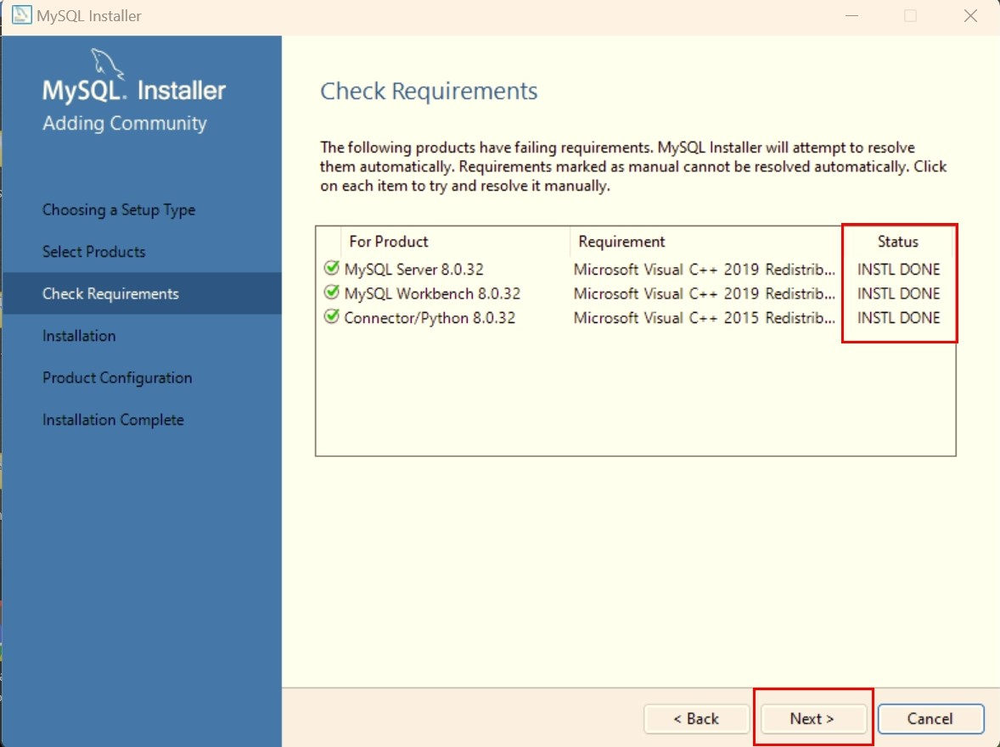 MySQL Installer
MySQL. Installer
Adding Community
Choosing a Setup Type
Select Products
Check Requirements
Installation
Product Configuration
Installation Complete
Check Requirements
The following products have failing requirements. MySQL Installer will attempt to resolve
them automatically. Requirements marked as manual cannot be resolved automatically. Click
on each item to try and resolve it manually.
For Product Requirement Status
MySQL Server 8.0.32 Microsoft Visual C++ 2019 Redistrib... INSTL DONE
MySQL Workbench 8.0.32 Microsoft Visual C++ 2019 Redistrib... INSTL DONE
Connector/Python 8.0.32 Microsoft Visual C++ 2015 Redistrib... INSTL DONE
< Back Next > Cancel